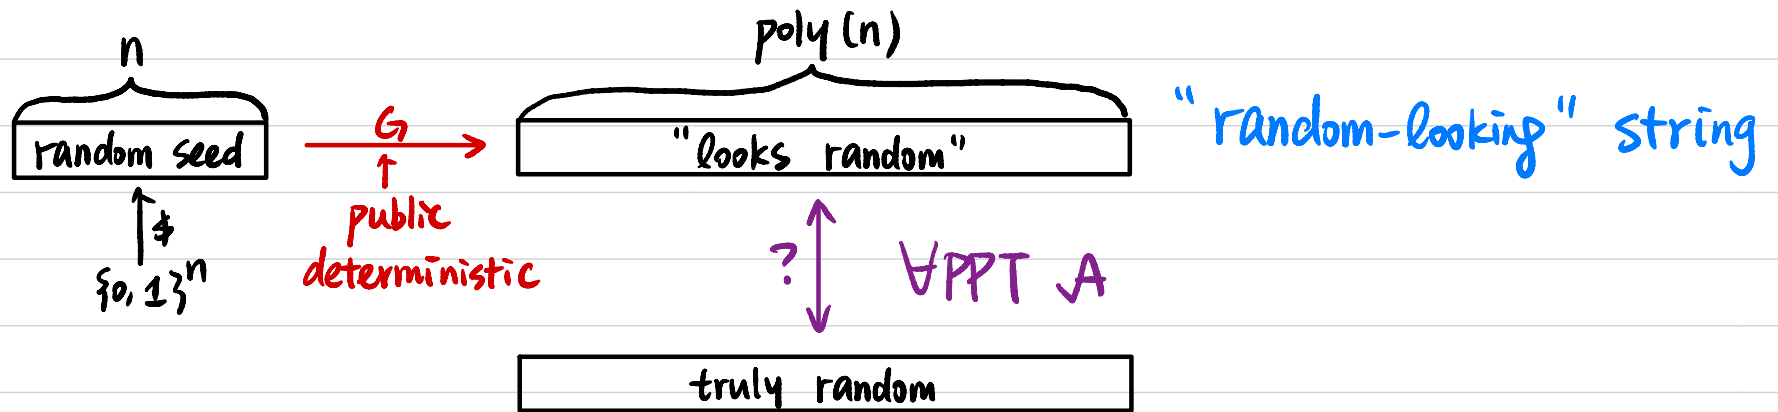 n
poly(n)
random seed
G
"looks random"
"random-looking" string
$
{0,1}ⁿ
public
deterministic
?
∀PPT A
truly random